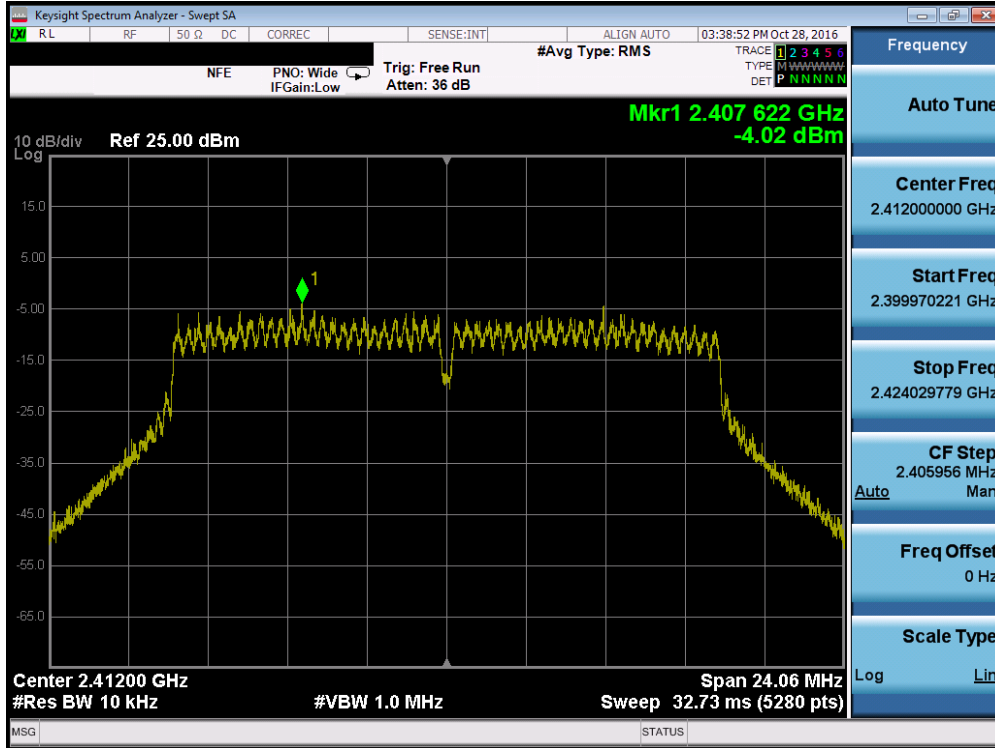 Keysight Spectrum Analyzer - Swept SA
LXI RL RF 50 Ω DC CORREC SENSE:INT ALIGN AUTO 03:38:52 PM Oct 28, 2016
NFE PNO: Wide Trig: Free Run #Avg Type: RMS TRACE 1 2 3 4 5 6
IFGain:Low Atten: 36 dB TYPE M WWWWW
DET P N N N N N
Mkr1 2.407 622 GHz
-4.02 dBm
10 dB/div Ref 25.00 dBm
Log
15.0
5.00
1
-5.00
-15.0
-25.0
-35.0
-45.0
-55.0
-65.0
Center 2.41200 GHz Span 24.06 MHz
#Res BW 10 kHz #VBW 1.0 MHz Sweep 32.73 ms (5280 pts)
MSG STATUS
Frequency
Auto Tune
Center Freq
2.412000000 GHz
Start Freq
2.399970221 GHz
Stop Freq
2.424029779 GHz
CF Step
2.405956 MHz
Auto Man
Freq Offset
0 Hz
Scale Type
Log Lin